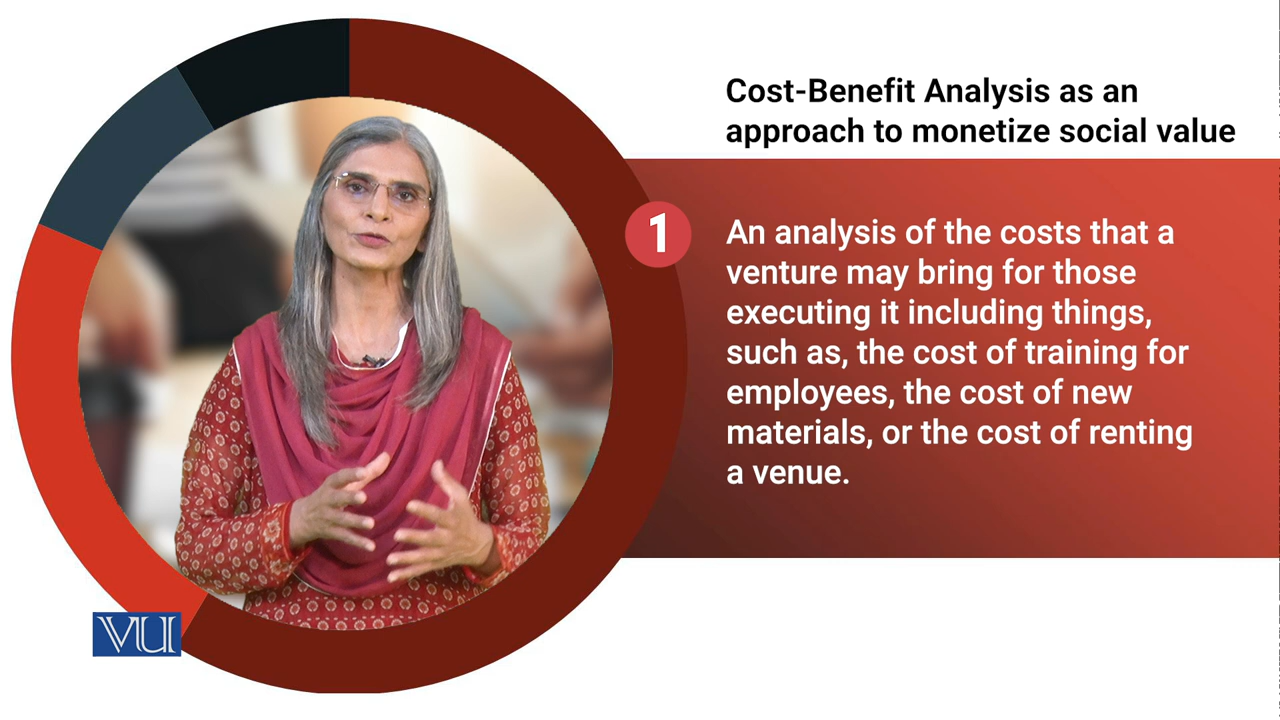 Cost-Benefit Analysis as an
approach to monetize social value
1
An analysis of the costs that a
venture may bring for those
executing it including things,
such as, the cost of training for
employees, the cost of new
materials, or the cost of renting
a venue.
VU